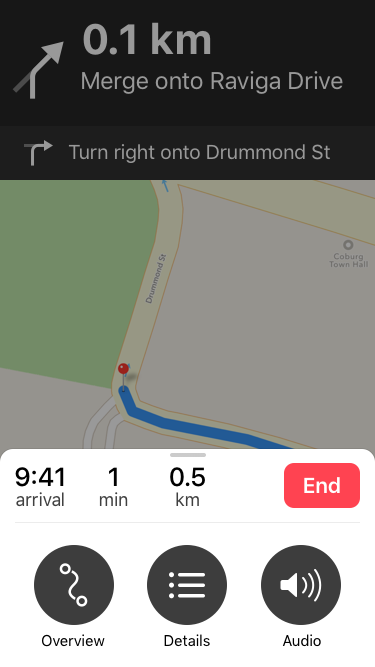 0.1 km
Merge onto Raviga Drive
Turn right onto Drummond St
Coburg
Town Hall
Drummond St
9:41 1 0.5
arrival min km
End
Overview Details Audio